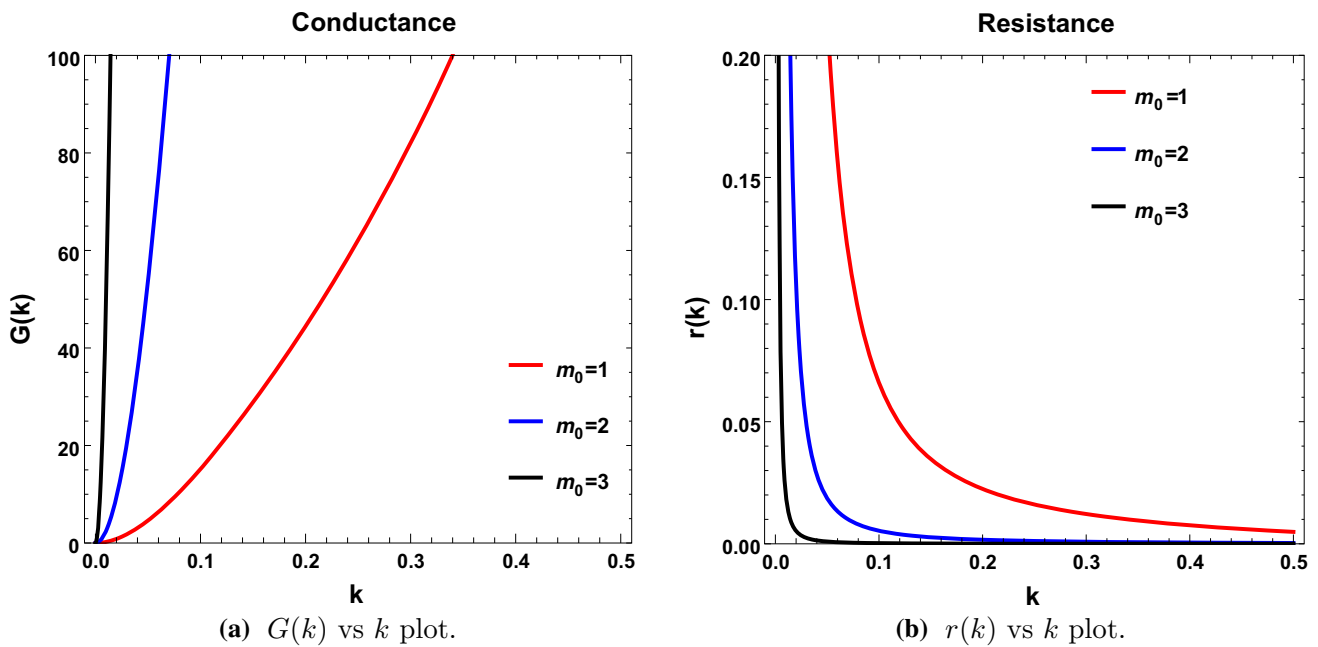 Conductance
100
80
60
40
20
0
0.0 0.1 0.2 0.3 0.4 0.5
G(k)
k
m₀=1
m₀=2
m₀=3
(a) G(k) vs k plot.
Resistance
0.20
0.15
0.10
0.05
0.00
0.0 0.1 0.2 0.3 0.4 0.5
r(k)
k
m₀=1
m₀=2
m₀=3
(b) r(k) vs k plot.